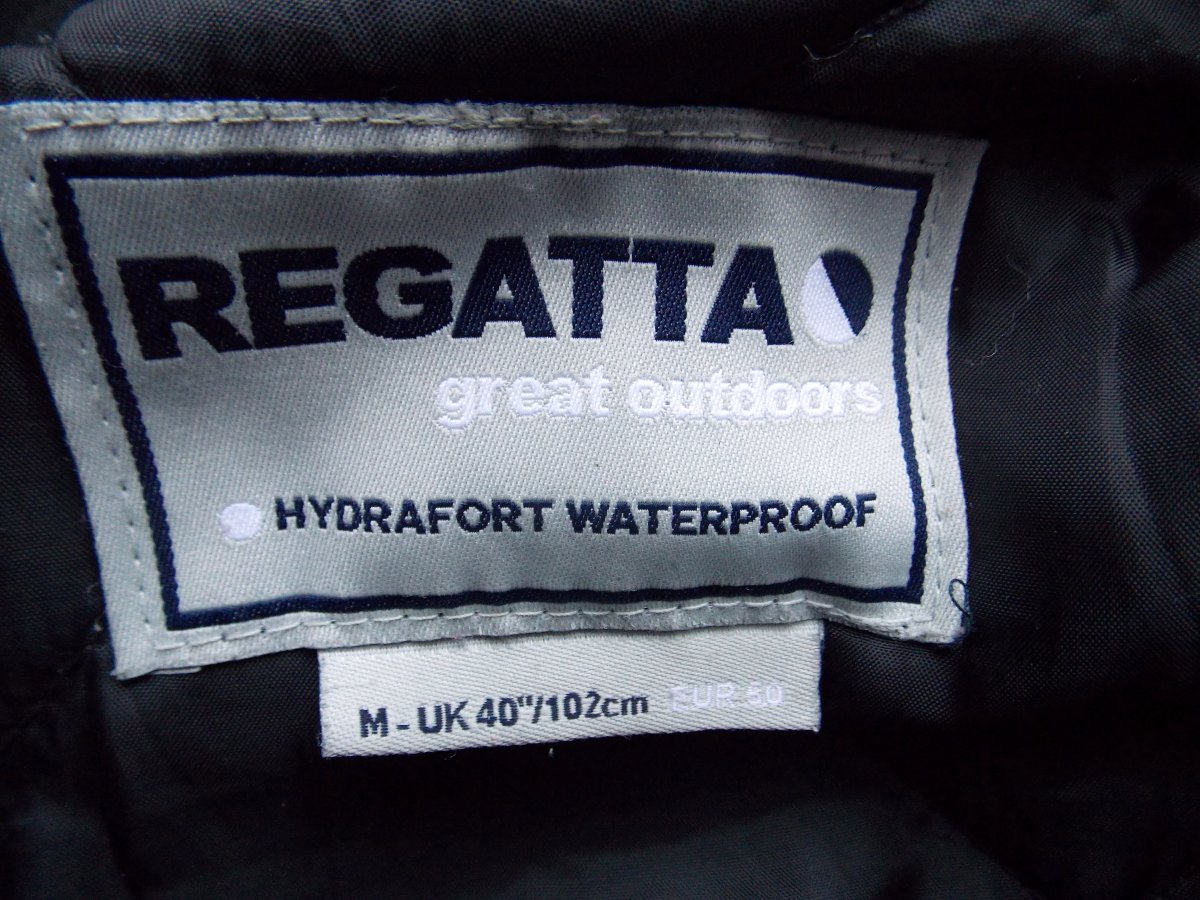 REGATTA
great outdoors
HYDRAFORT WATERPROOF
M - UK 40"/102cm EUR 50